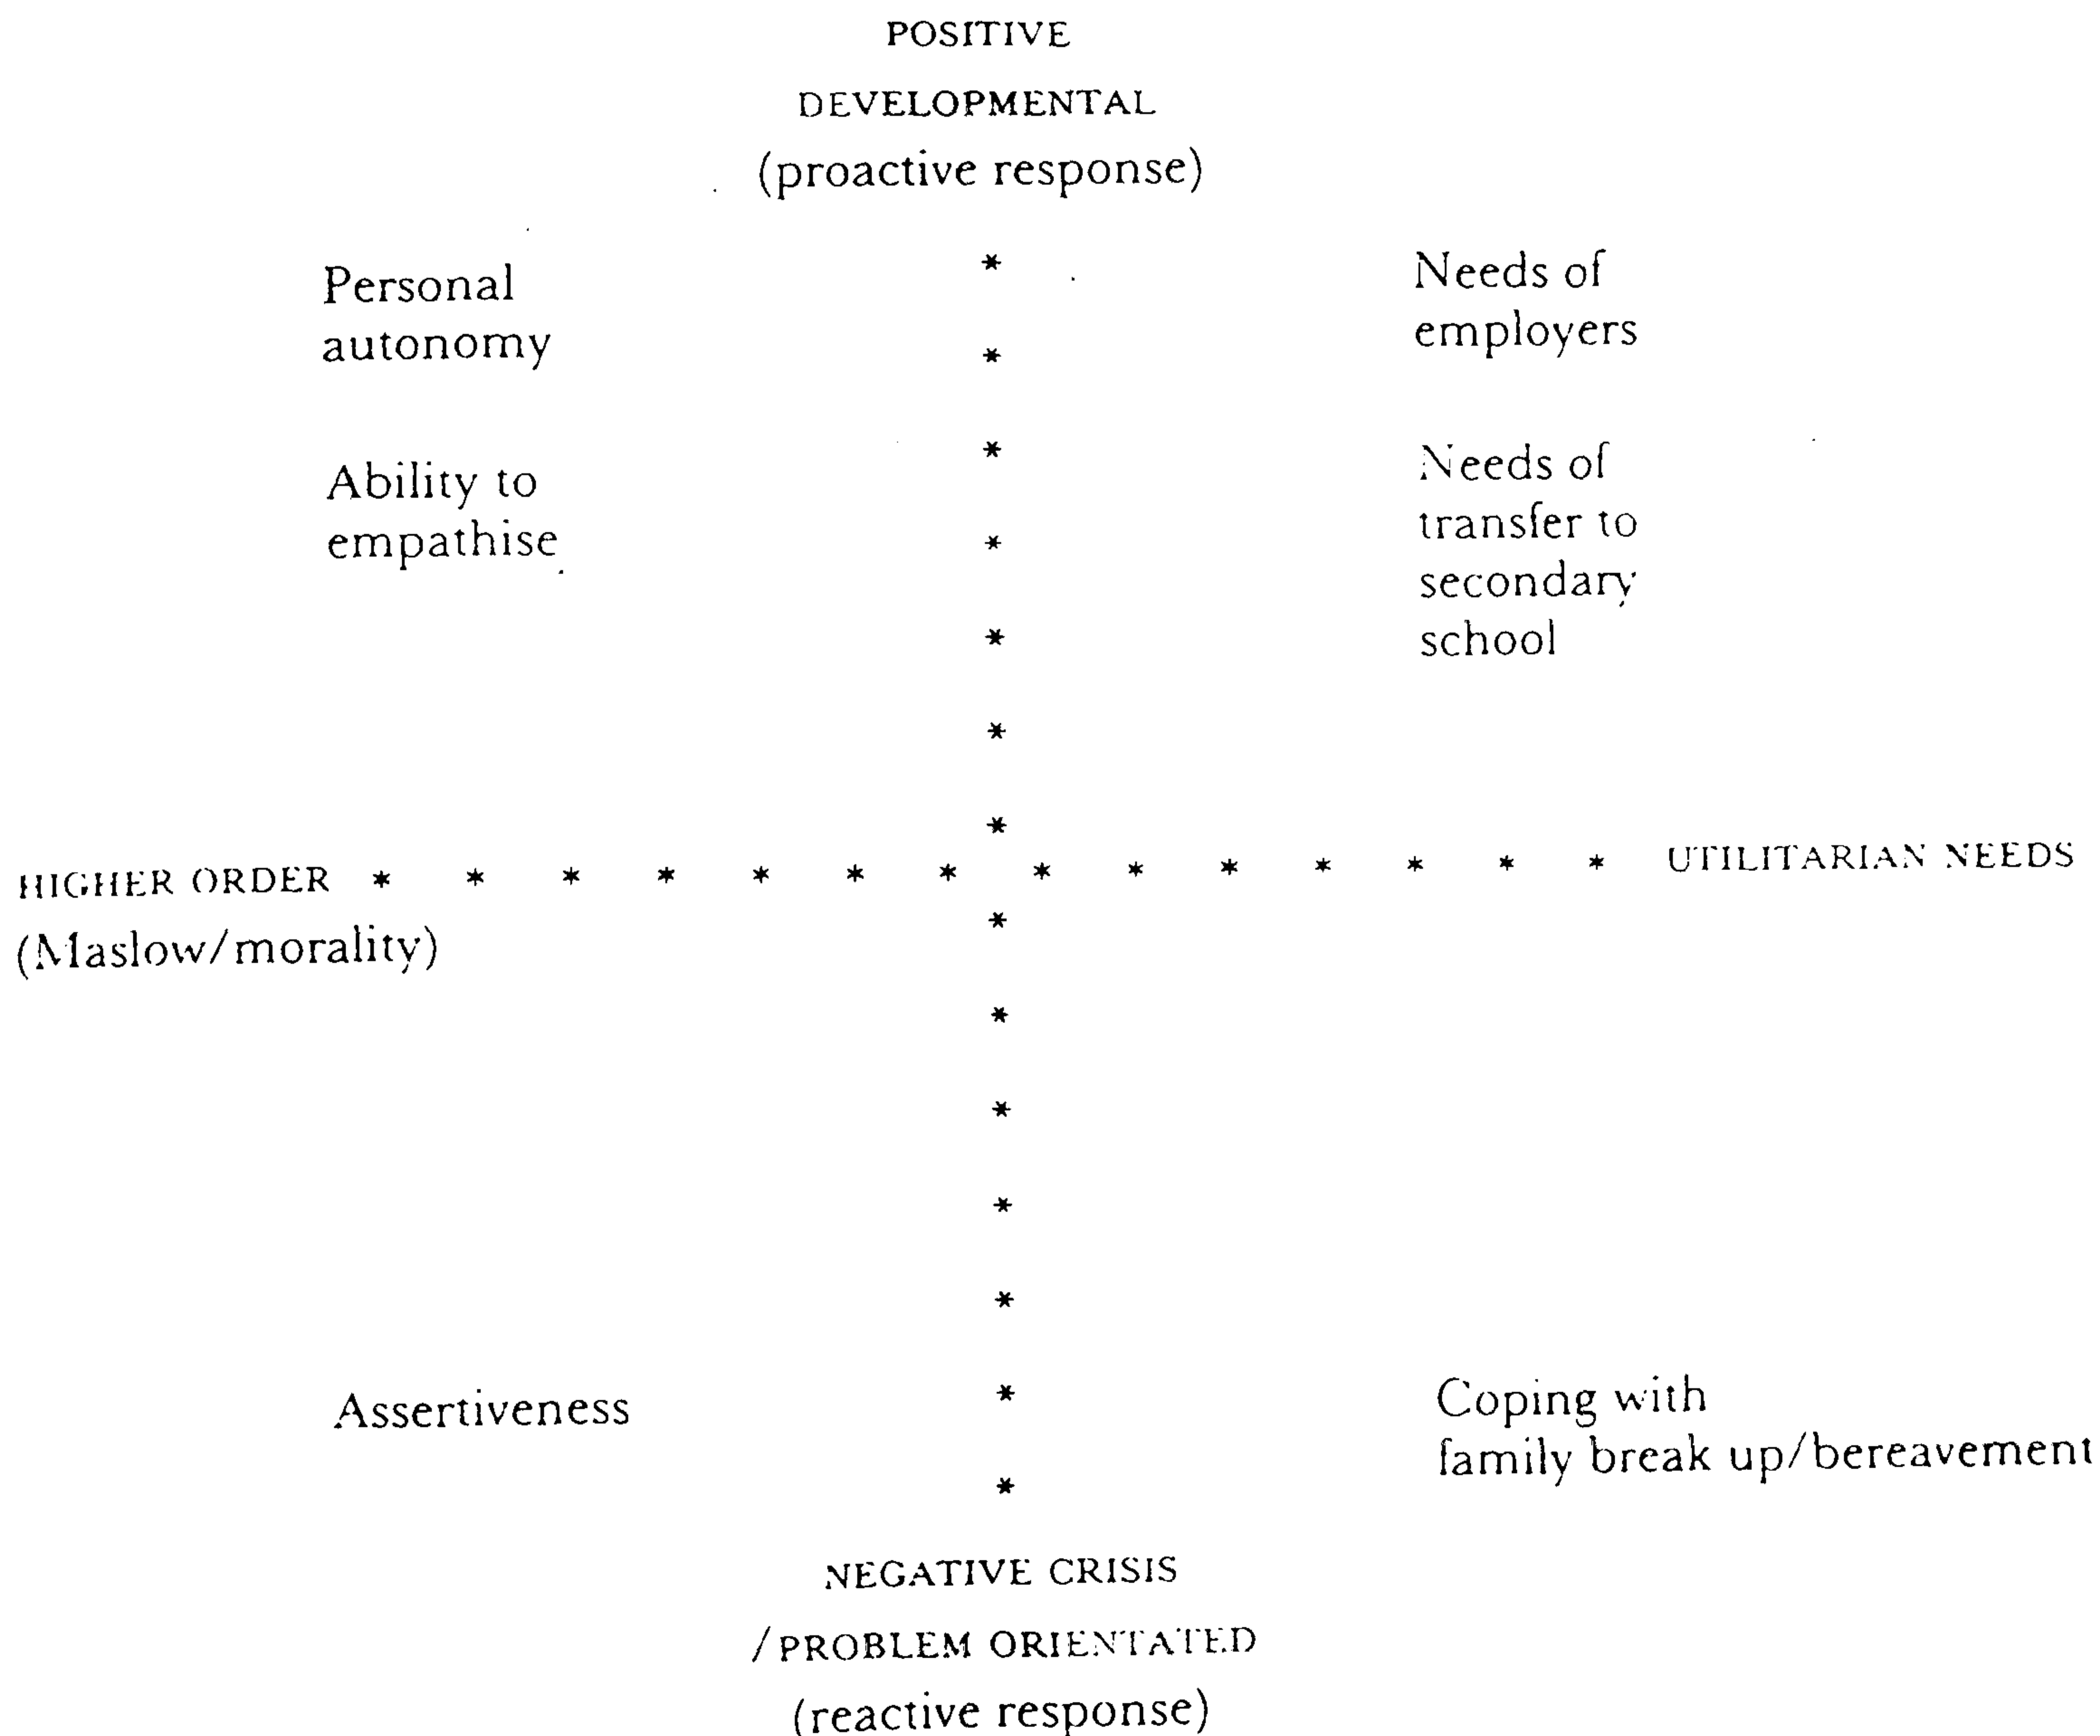 POSITIVE
DEVELOPMENTAL
(proactive response)
Personal
autonomy
Needs of
employers
Ability to
empathise
Needs of
transfer to
secondary
school
HIGHER ORDER * * * * * * * * * * * * * * UTILITARIAN NEEDS
(Maslow/morality)
Assertiveness
Coping with
family break up/bereavement
NEGATIVE CRISIS
/PROBLEM ORIENTATED
(reactive response)